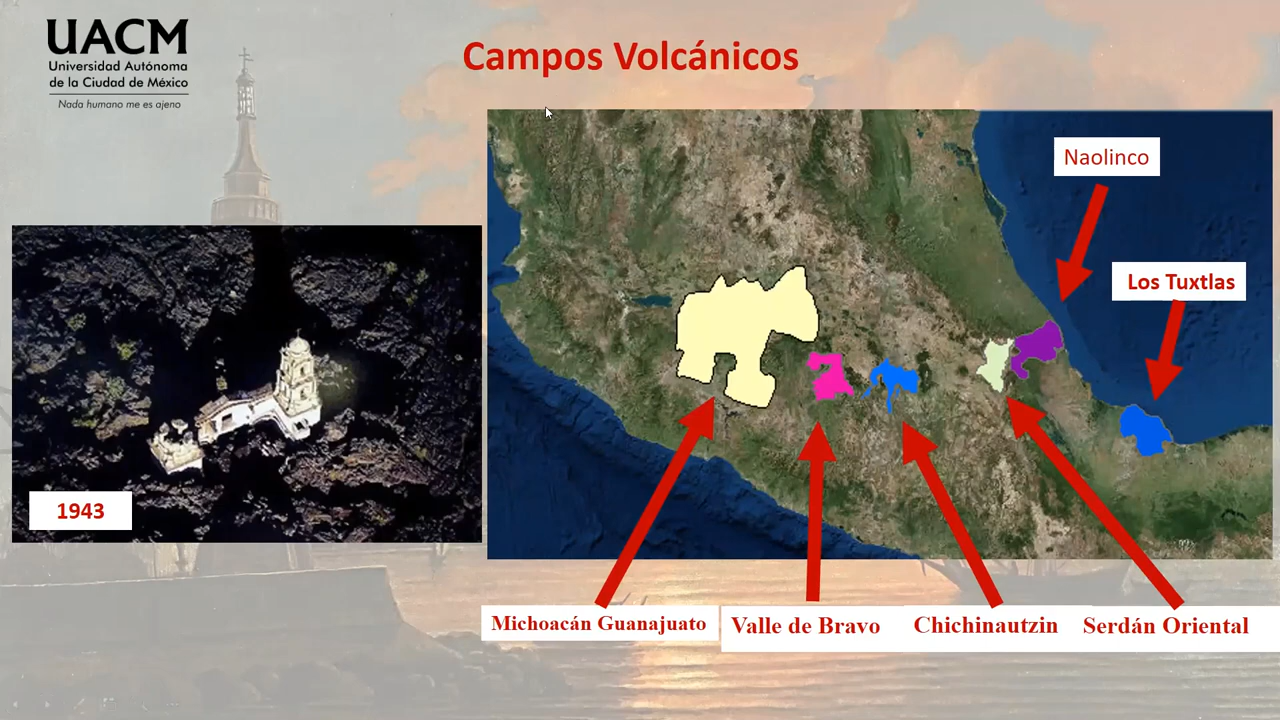 UACM
Universidad Autónoma
de la Ciudad de México
Nada humano me es ajeno
Campos Volcánicos
Naolinco
Los Tuxtlas
1943
Michoacán Guanajuato
Valle de Bravo
Chichinautzin
Serdán Oriental